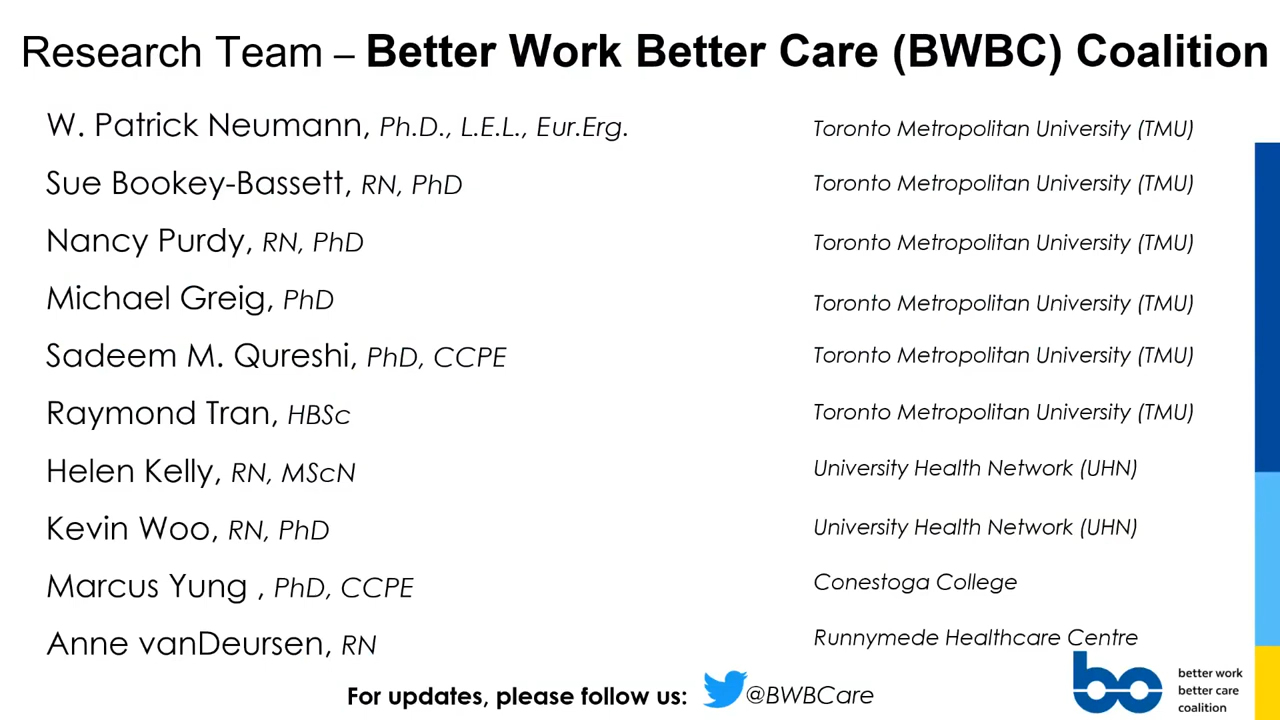 Research Team – Better Work Better Care (BWBC) Coalition
W. Patrick Neumann, Ph.D., L.E.L., Eur.Erg. Toronto Metropolitan University (TMU)
Sue Bookey-Bassett, RN, PhD Toronto Metropolitan University (TMU)
Nancy Purdy, RN, PhD Toronto Metropolitan University (TMU)
Michael Greig, PhD Toronto Metropolitan University (TMU)
Sadeem M. Qureshi, PhD, CCPE Toronto Metropolitan University (TMU)
Raymond Tran, HBSc Toronto Metropolitan University (TMU)
Helen Kelly, RN, MScN University Health Network (UHN)
Kevin Woo, RN, PhD University Health Network (UHN)
Marcus Yung , PhD, CCPE Conestoga College
Anne vanDeursen, RN Runnymede Healthcare Centre
For updates, please follow us: @BWBCare
better work
better care
coalition